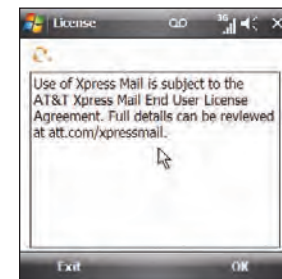 License
3G
Use of Xpress Mail is subject to the
AT&T Xpress Mail End User License
Agreement. Full details can be reviewed
at att.com/xpressmail.
Exit OK